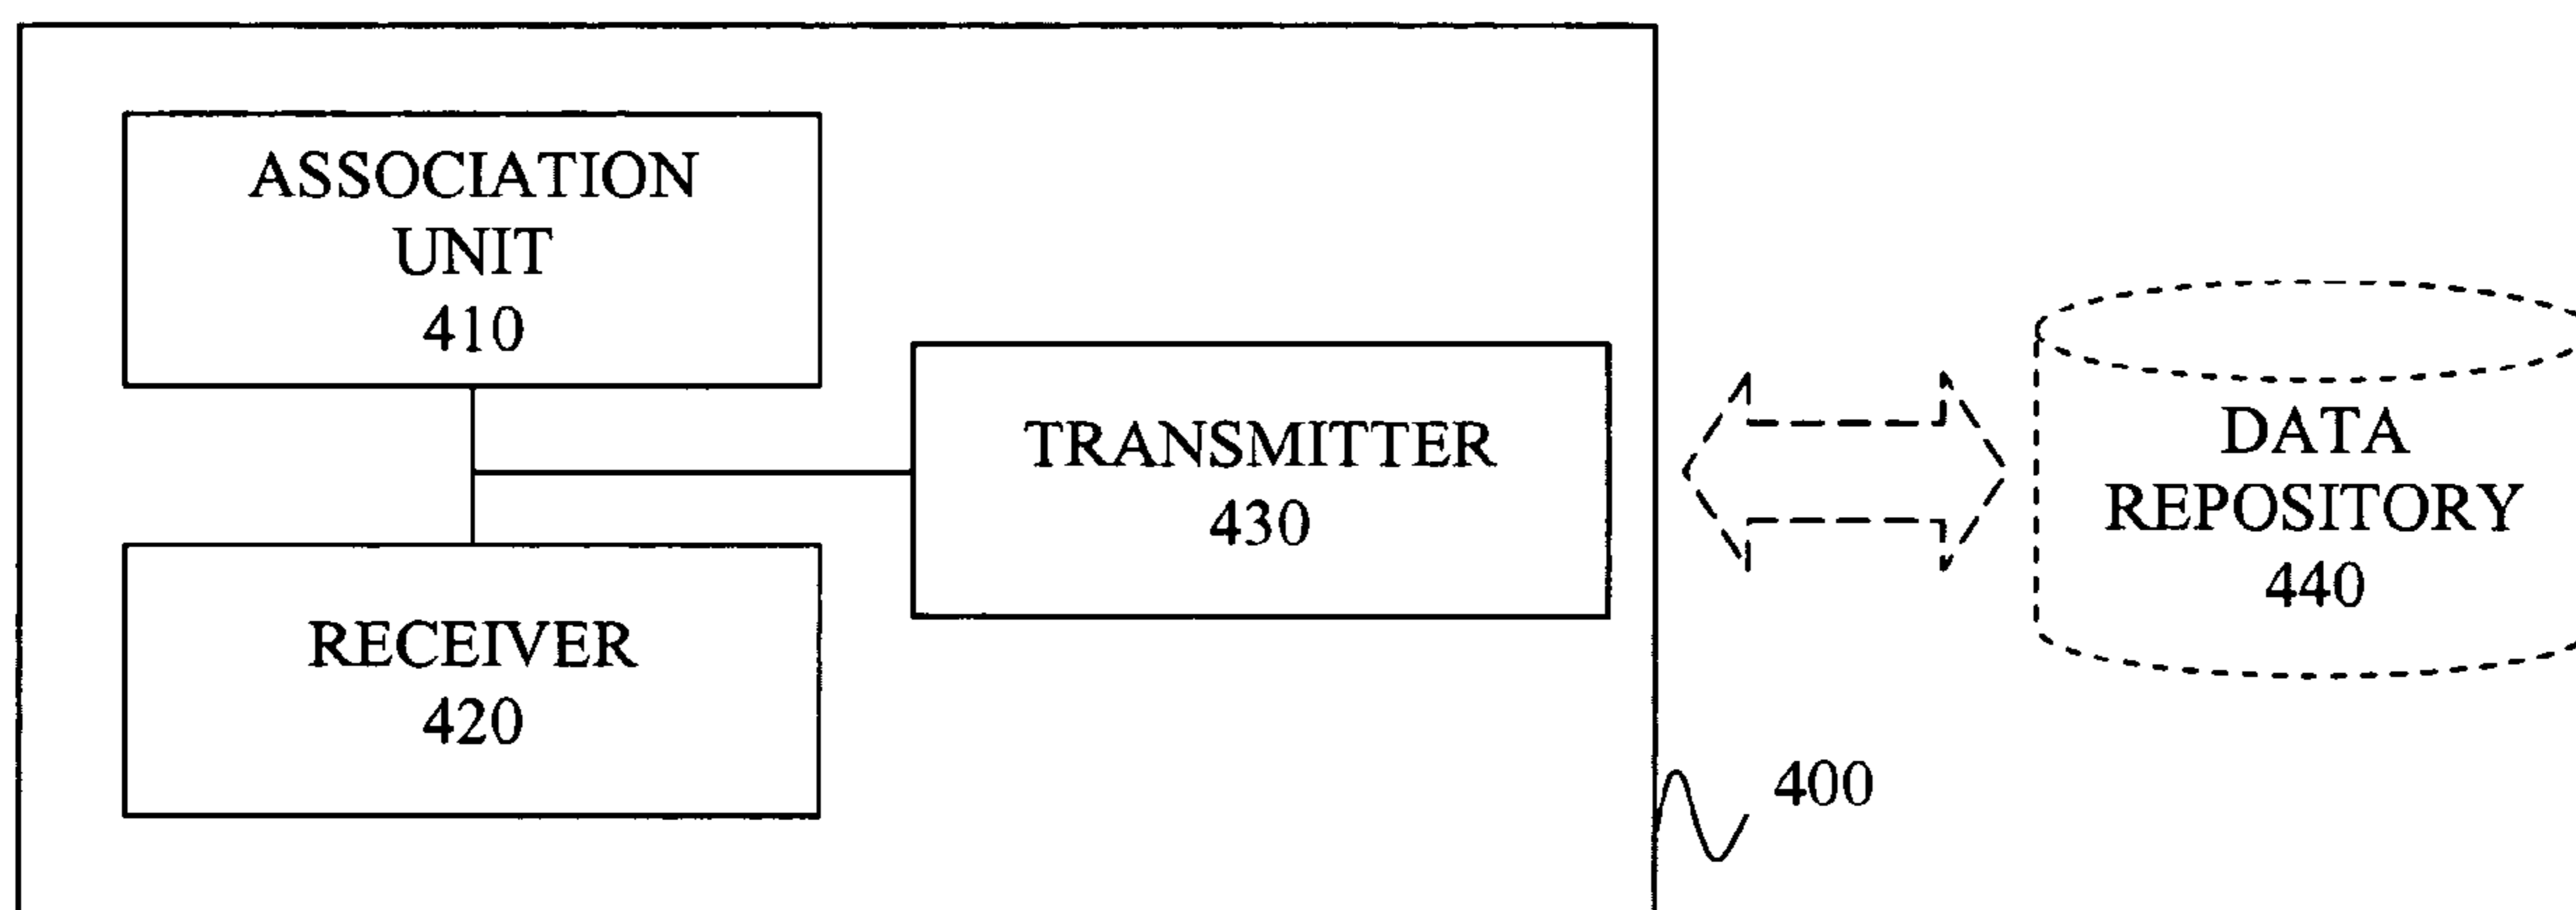 ASSOCIATION
UNIT
410
TRANSMITTER
430
DATA
REPOSITORY
440
RECEIVER
420
400